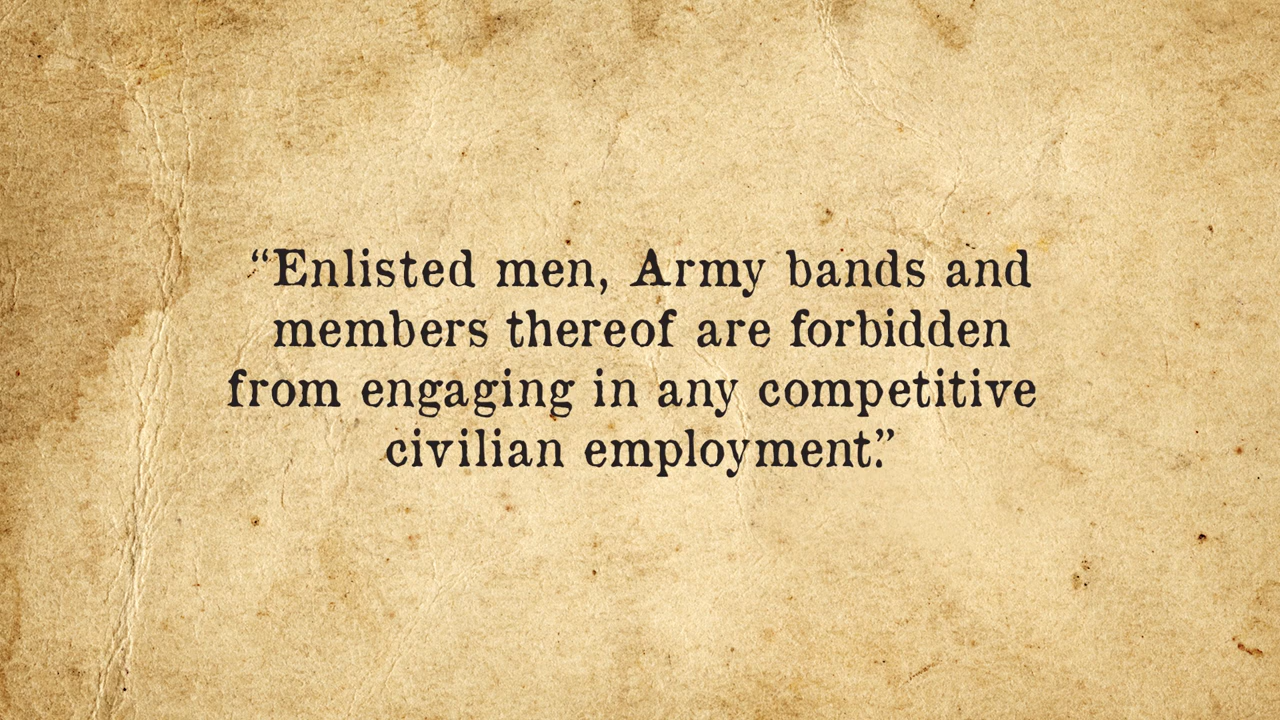 “Enlisted men, Army bands and
members thereof are forbidden
from engaging in any competitive
civilian employment.”